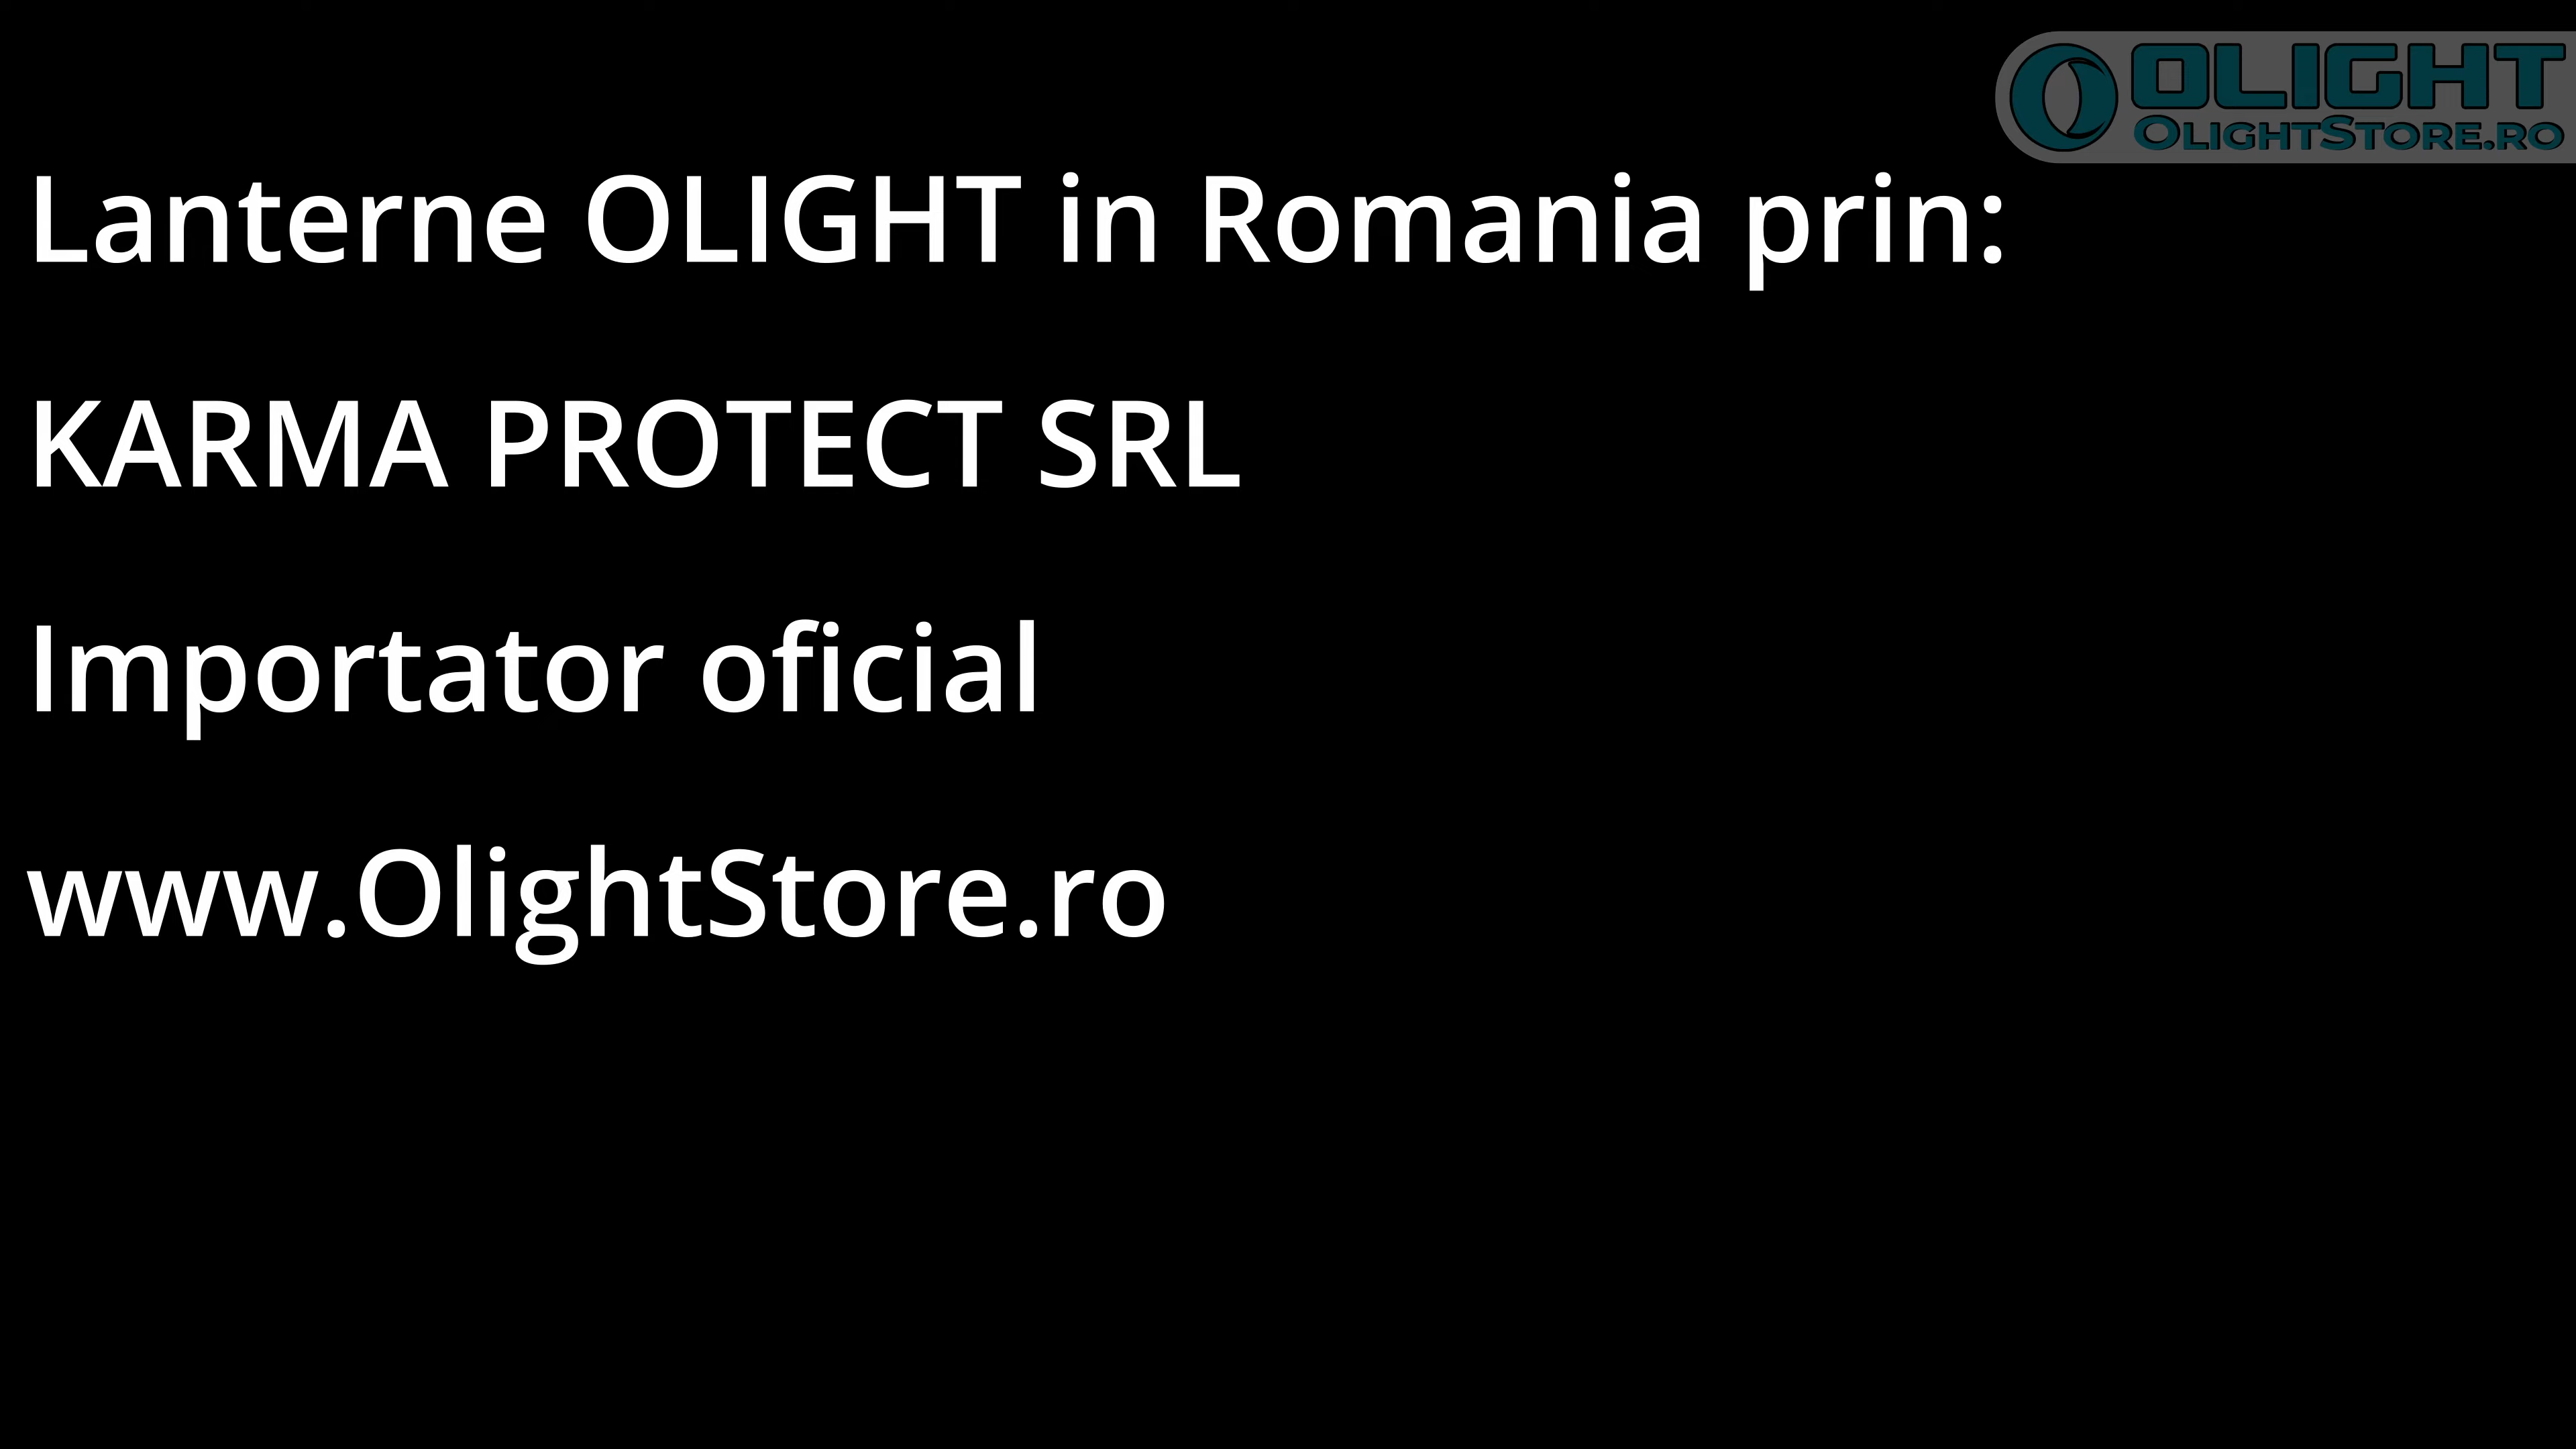 OLIGHT
OLIGHTSTORE.RO
Lanterne OLIGHT in Romania prin:
KARMA PROTECT SRL
Importator oficial
www.OlightStore.ro